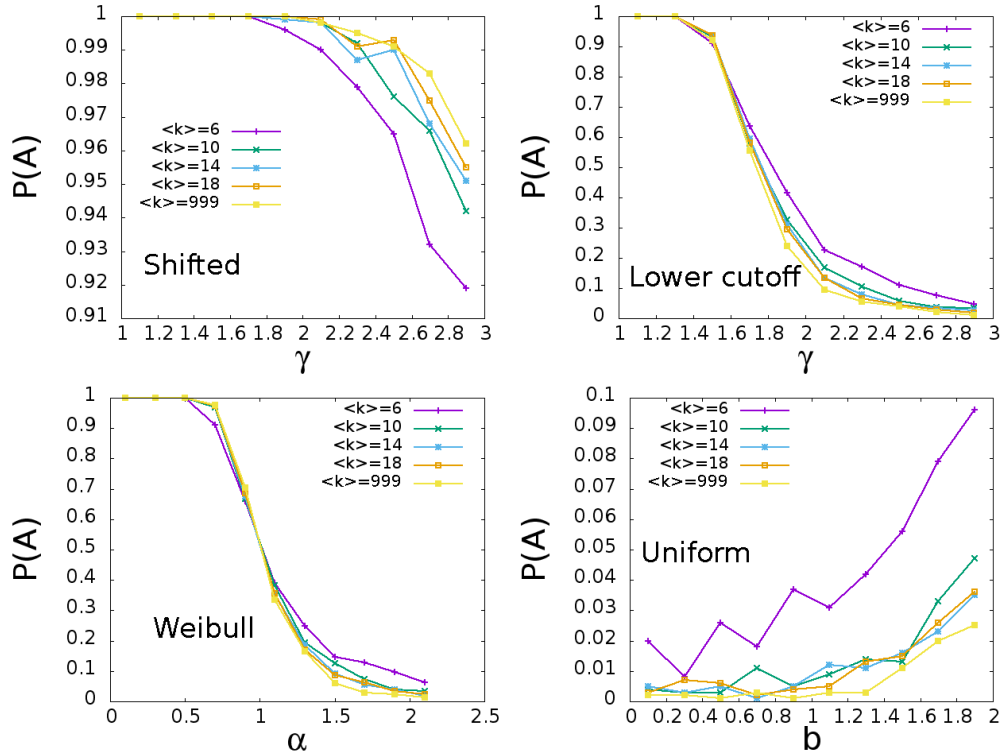 1
0.99
0.98
0.97
0.96
0.95
0.94
0.93
0.92
0.91
P(A)
<k>=6
<k>=10
<k>=14
<k>=18
<k>=999
Shifted
1 1.2 1.4 1.6 1.8 2 2.2 2.4 2.6 2.8 3
γ
1
0.9
0.8
0.7
0.6
0.5
0.4
0.3
0.2
0.1
0
P(A)
<k>=6
<k>=10
<k>=14
<k>=18
<k>=999
Lower cutoff
1 1.2 1.4 1.6 1.8 2 2.2 2.4 2.6 2.8 3
γ
1
0.9
0.8
0.7
0.6
0.5
0.4
0.3
0.2
0.1
0
P(A)
<k>=6
<k>=10
<k>=14
<k>=18
<k>=999
Weibull
0 0.5 1 1.5 2 2.5
α
0.1
0.09
0.08
0.07
0.06
0.05
0.04
0.03
0.02
0.01
0
P(A)
<k>=6
<k>=10
<k>=14
<k>=18
<k>=999
Uniform
0 0.2 0.4 0.6 0.8 1 1.2 1.4 1.6 1.8 2
b